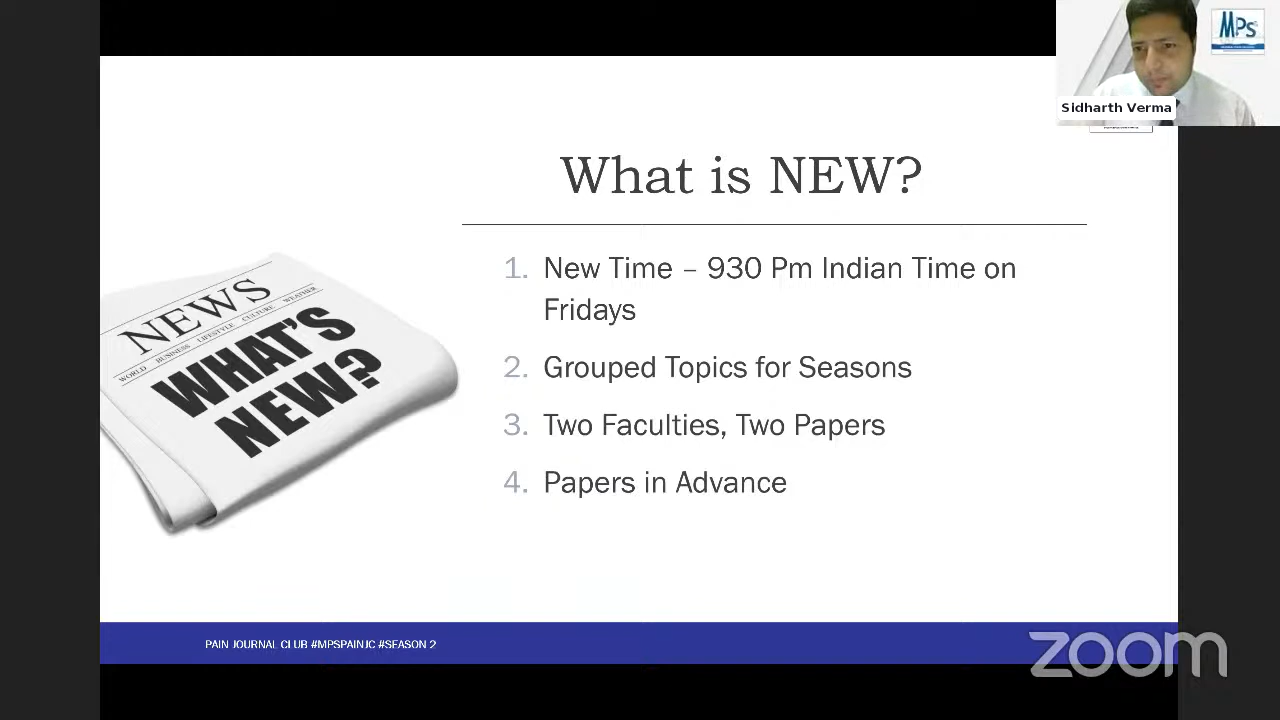 MPS
Sidharth Verma
What is NEW?
1. New Time – 930 Pm Indian Time on
Fridays
2. Grouped Topics for Seasons
3. Two Faculties, Two Papers
4. Papers in Advance
NEWS
WORLD BUSINESS LIFESTYLE CULTURE WEATHER
WHAT'S
NEW?
PAIN JOURNAL CLUB #MPSPAINJC #SEASON 2
zoom